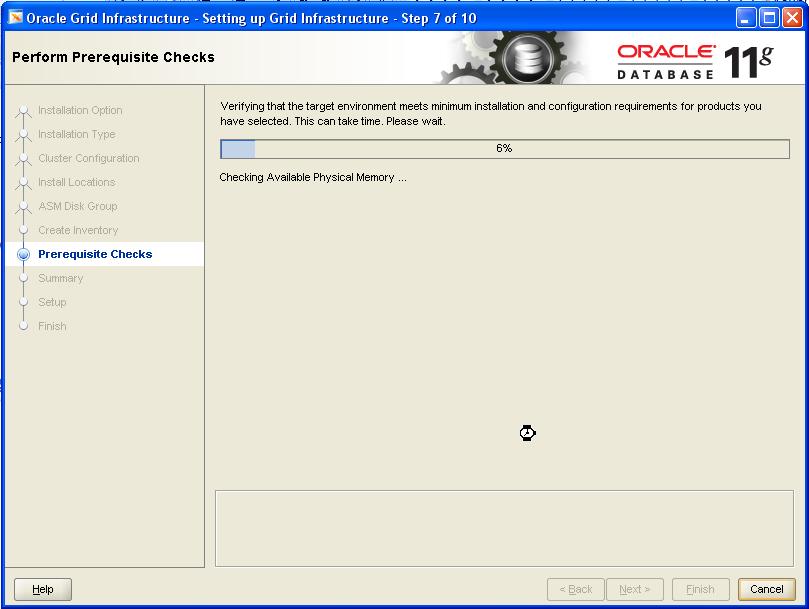 Oracle Grid Infrastructure - Setting up Grid Infrastructure - Step 7 of 10
Perform Prerequisite Checks
ORACLE
DATABASE
11g
Installation Option
Installation Type
Cluster Configuration
Install Locations
ASM Disk Group
Create Inventory
Prerequisite Checks
Summary
Setup
Finish
Verifying that the target environment meets minimum installation and configuration requirements for products you
have selected. This can take time. Please wait.
6%
Checking Available Physical Memory ...
Help
< Back
Next >
Finish
Cancel